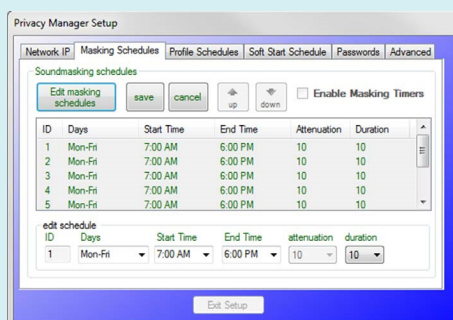 Privacy Manager Setup
Network IP Masking Schedules Profile Schedules Soft Start Schedule Passwords Advanced
Soundmasking schedules
Edit masking
schedules
save cancel up down Enable Masking Timers
ID Days Start Time End Time Attenuation Duration
1 Mon-Fri 7:00 AM 6:00 PM 10 10
2 Mon-Fri 7:00 AM 6:00 PM 10 10
3 Mon-Fri 7:00 AM 6:00 PM 10 10
4 Mon-Fri 7:00 AM 6:00 PM 10 10
5 Mon-Fri 7:00 AM 6:00 PM 10 10
edit schedule
ID Days Start Time End Time attenuation duration
1 Mon-Fri 7:00 AM 6:00 PM 10 10
Exit Setup